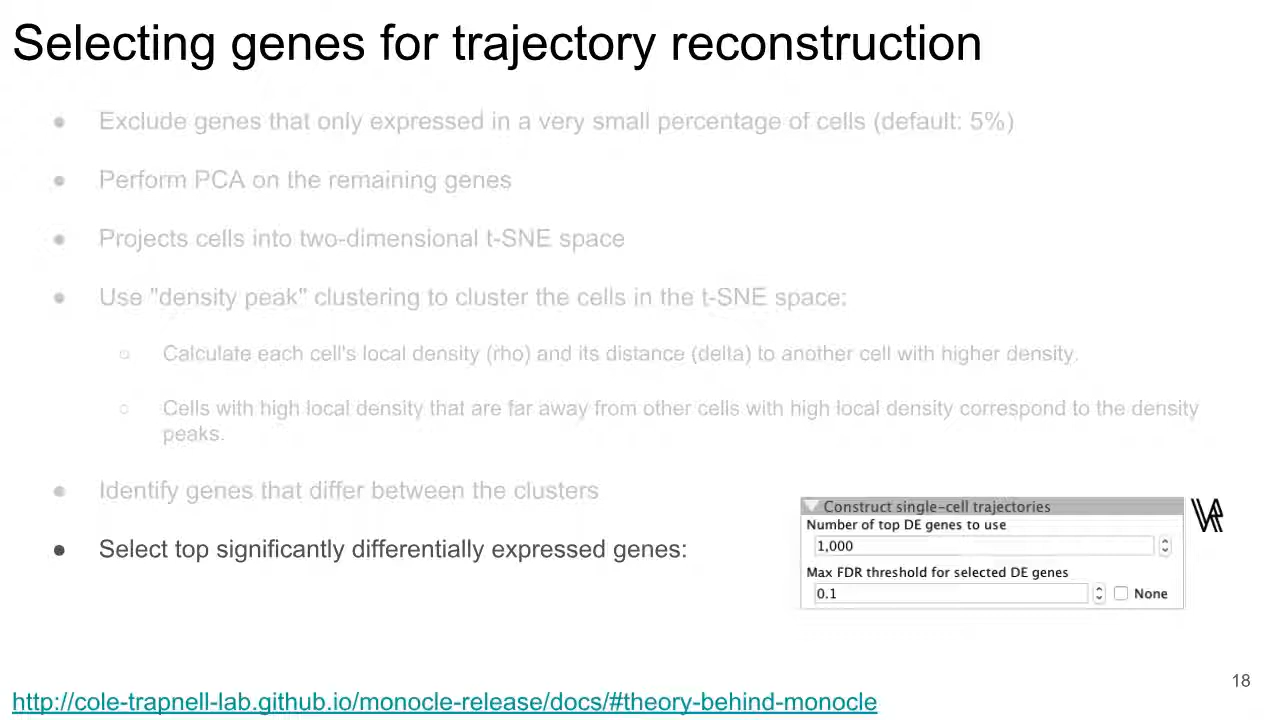 Selecting genes for trajectory reconstruction
● Exclude genes that only expressed in a very small percentage of cells (default: 5%)
● Perform PCA on the remaining genes
● Projects cells into two-dimensional t-SNE space
● Use "density peak" clustering to cluster the cells in the t-SNE space:
○ Calculate each cell's local density (rho) and its distance (delta) to another cell with higher density.
○ Cells with high local density that are far away from other cells with high local density correspond to the density
peaks.
● Identify genes that differ between the clusters
● Select top significantly differentially expressed genes:
Construct single-cell trajectories
Number of top DE genes to use
1,000
Max FDR threshold for selected DE genes
0.1 None
18
http://cole-trapnell-lab.github.io/monocle-release/docs/#theory-behind-monocle